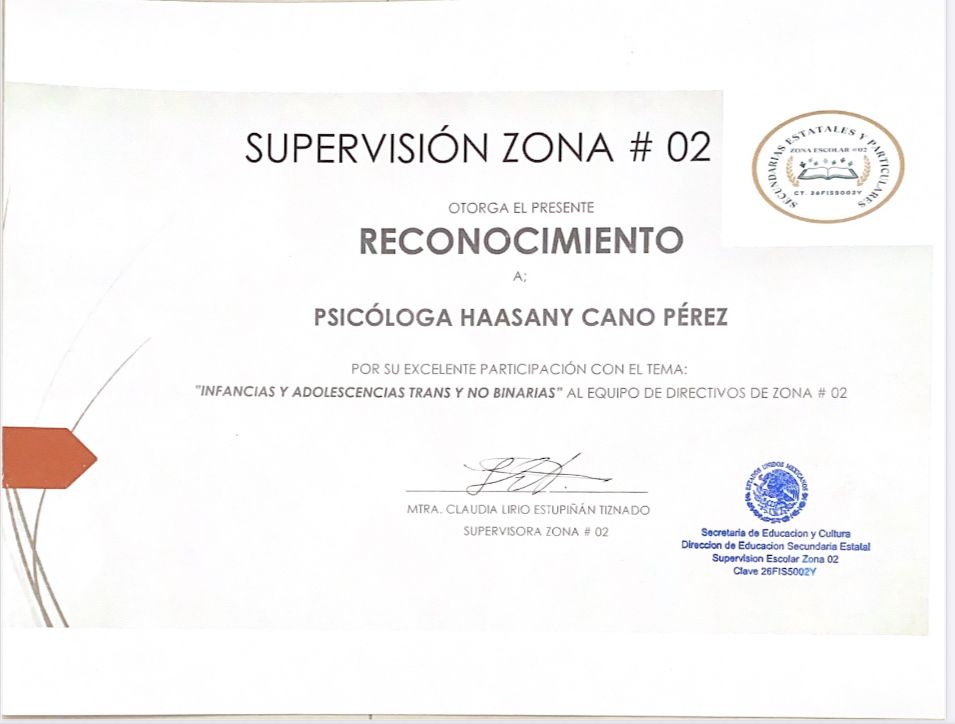 SUPERVISIÓN ZONA # 02
SECUNDARIAS ESTATALES Y PARTICULARES
ZONA ESCOLAR #02
CT. 26FIS5002Y
OTORGA EL PRESENTE
RECONOCIMIENTO
A;
PSICÓLOGA HAASANY CANO PÉREZ
POR SU EXCELENTE PARTICIPACIÓN CON EL TEMA:
"INFANCIAS Y ADOLESCENCIAS TRANS Y NO BINARIAS" AL EQUIPO DE DIRECTIVOS DE ZONA # 02
MTRA. CLAUDIA LIRIO ESTUPIÑÁN TIZNADO
SUPERVISORA ZONA # 02
ESTADOS UNIDOS MEXICANOS
Secretaria de Educacion y Cultura
Direccion de Educacion Secundaria Estatal
Supervision Escolar Zona 02
Clave 26FIS5002Y